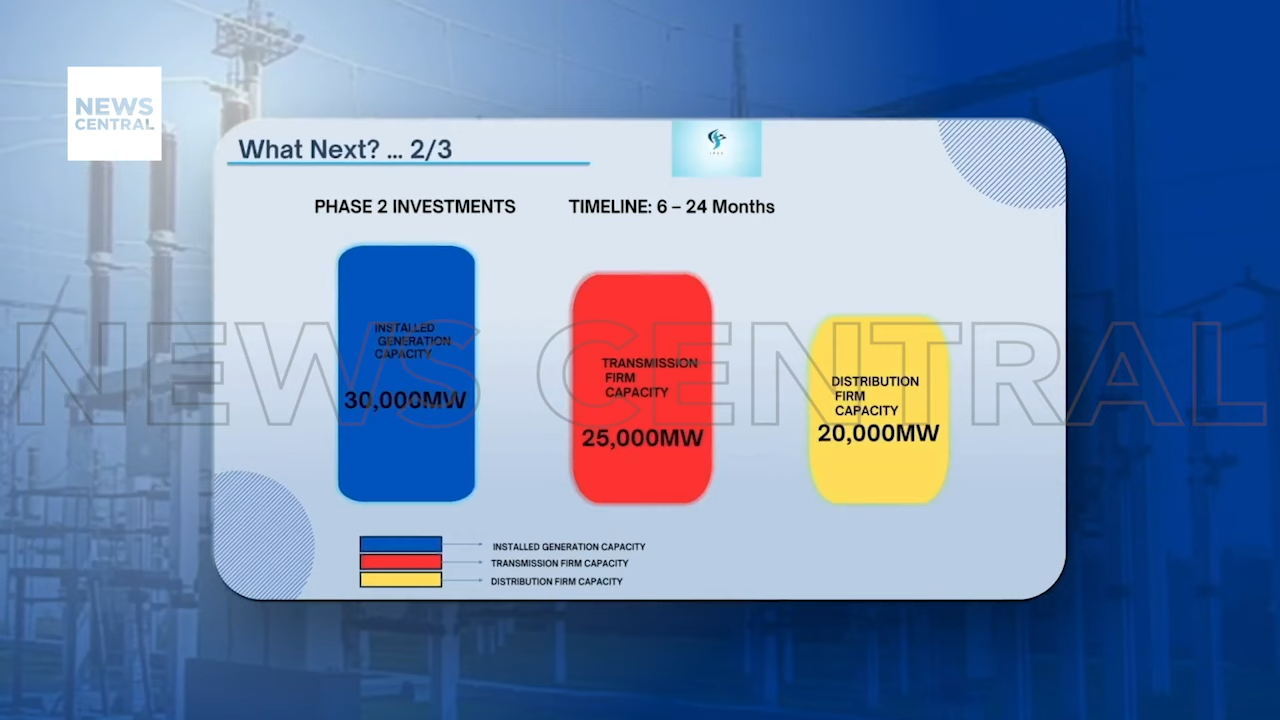 NEWS
CENTRAL
What Next? ... 2/3
PHASE 2 INVESTMENTS
TIMELINE: 6 – 24 Months
INSTALLED
GENERATION
CAPACITY
30,000MW
TRANSMISSION
FIRM
CAPACITY
25,000MW
DISTRIBUTION
FIRM
CAPACITY
20,000MW
NEWS CENTRAL
INSTALLED GENERATION CAPACITY
TRANSMISSION FIRM CAPACITY
DISTRIBUTION FIRM CAPACITY